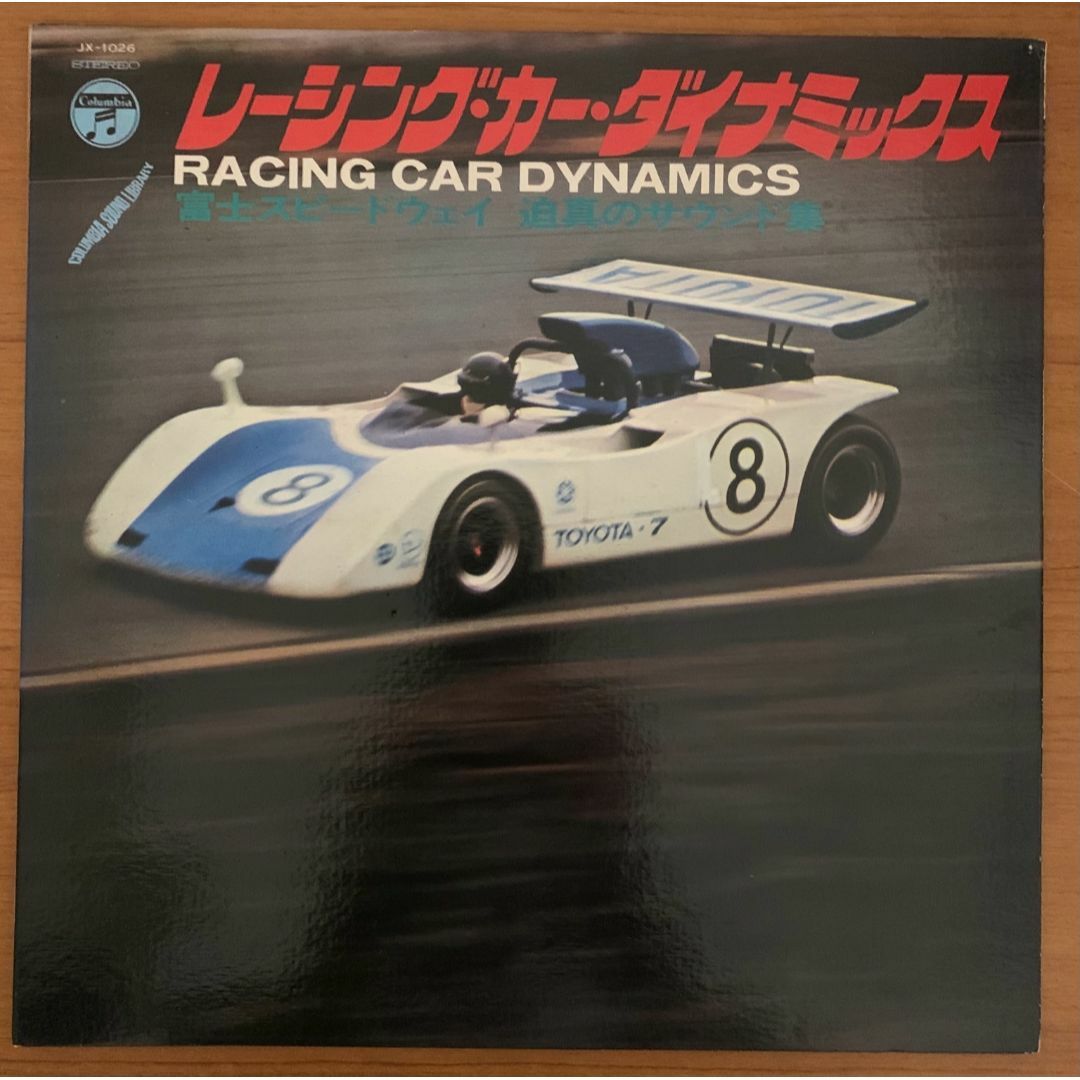 JX-1026
STEREO
Columbia
COLUMBIA SOUND LIBRARY
レーシング・カー・ダイナミックス
RACING CAR DYNAMICS
富士スピードウェイ 迫真のサウンド集
TOYOTA
8
8
TOYOTA・7